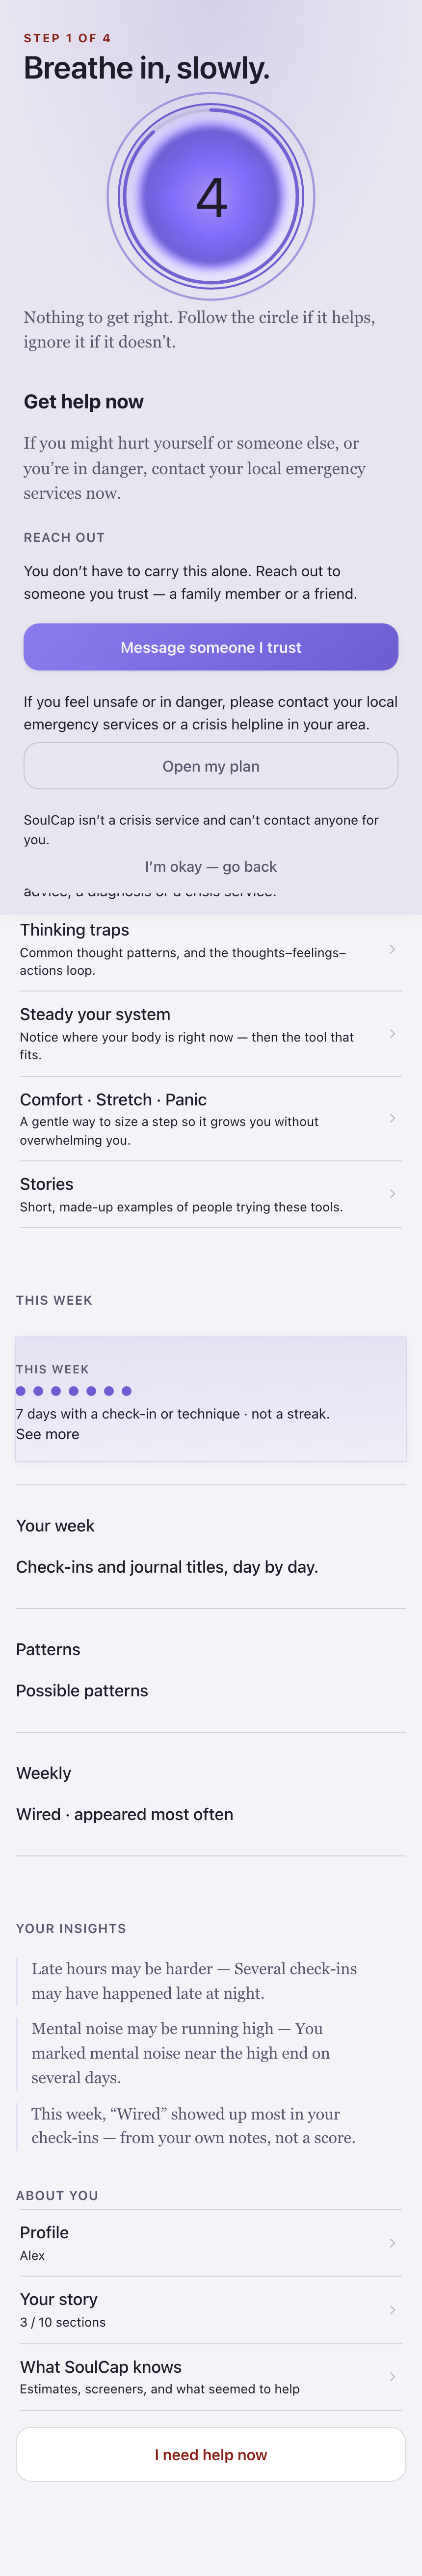 STEP 1 OF 4
Breathe in, slowly.
4
Nothing to get right. Follow the circle if it helps,
ignore it if it doesn’t.
Get help now
If you might hurt yourself or someone else, or
you’re in danger, contact your local emergency
services now.
REACH OUT
You don’t have to carry this alone. Reach out to
someone you trust — a family member or a friend.
Message someone I trust
If you feel unsafe or in danger, please contact your local
emergency services or a crisis helpline in your area.
Open my plan
SoulCap isn’t a crisis service and can’t contact anyone for
you.
I’m okay — go back
advice, a diagnosis or a crisis service.
Thinking traps
Common thought patterns, and the thoughts–feelings–
actions loop.
Steady your system
Notice where your body is right now — then the tool that
fits.
Comfort · Stretch · Panic
A gentle way to size a step so it grows you without
overwhelming you.
Stories
Short, made-up examples of people trying these tools.
THIS WEEK
THIS WEEK
7 days with a check-in or technique · not a streak.
See more
Your week
Check-ins and journal titles, day by day.
Patterns
Possible patterns
Weekly
Wired · appeared most often
YOUR INSIGHTS
Late hours may be harder — Several check-ins
may have happened late at night.
Mental noise may be running high — You
marked mental noise near the high end on
several days.
This week, “Wired” showed up most in your
check-ins — from your own notes, not a score.
ABOUT YOU
Profile
Alex
Your story
3 / 10 sections
What SoulCap knows
Estimates, screeners, and what seemed to help
I need help now